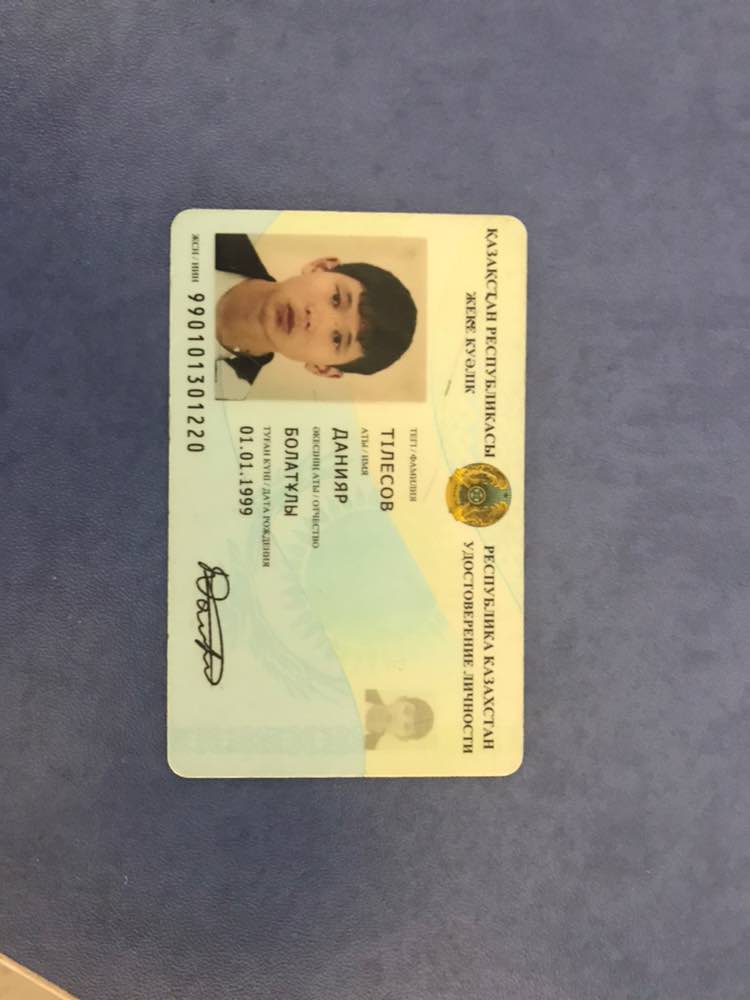 ҚАЗАҚСТАН РЕСПУБЛИКАСЫ
ЖЕКЕ КУӘЛІК
РЕСПУБЛИКА КАЗАХСТАН
УДОСТОВЕРЕНИЕ ЛИЧНОСТИ
ТЕГІ / ФАМИЛИЯ
ТІЛЕСОВ
АТЫ / ИМЯ
ДАНИЯР
ӘКЕСІНІҢ АТЫ / ОТЧЕСТВО
БОЛАТҰЛЫ
ТУҒАН КҮНІ / ДАТА РОЖДЕНИЯ
01.01.1999
ЖСН / ИИН 990101301220